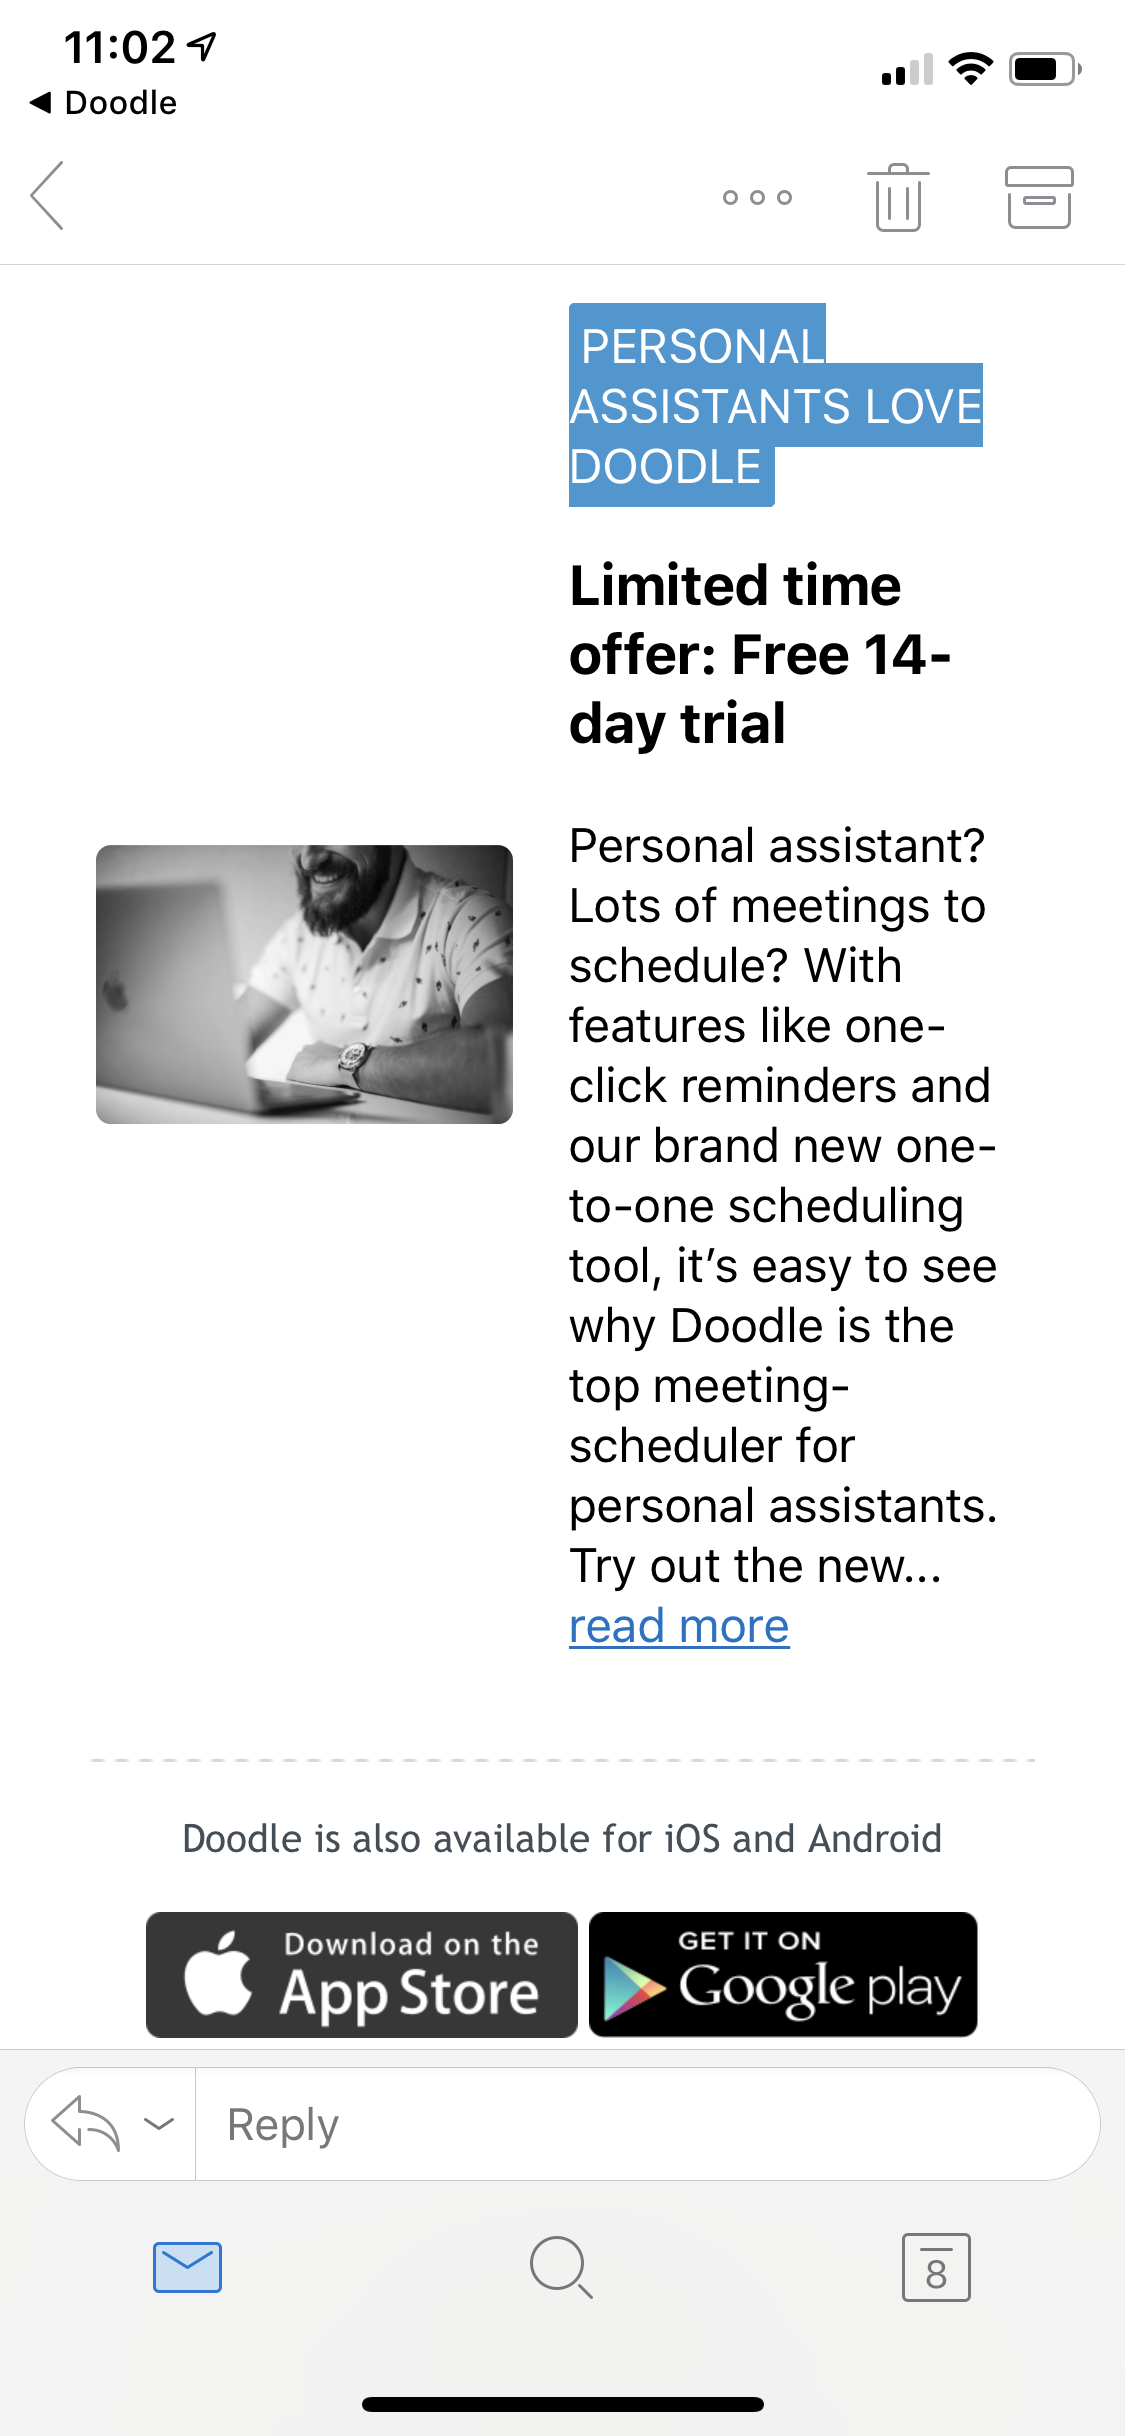 11:02
Doodle
PERSONAL
ASSISTANTS LOVE
DOODLE
Limited time
offer: Free 14-
day trial
Personal assistant?
Lots of meetings to
schedule? With
features like one-
click reminders and
our brand new one-
to-one scheduling
tool, it’s easy to see
why Doodle is the
top meeting-
scheduler for
personal assistants.
Try out the new...
read more
Doodle is also available for iOS and Android
Download on the
App Store
GET IT ON
Google play
Reply
8